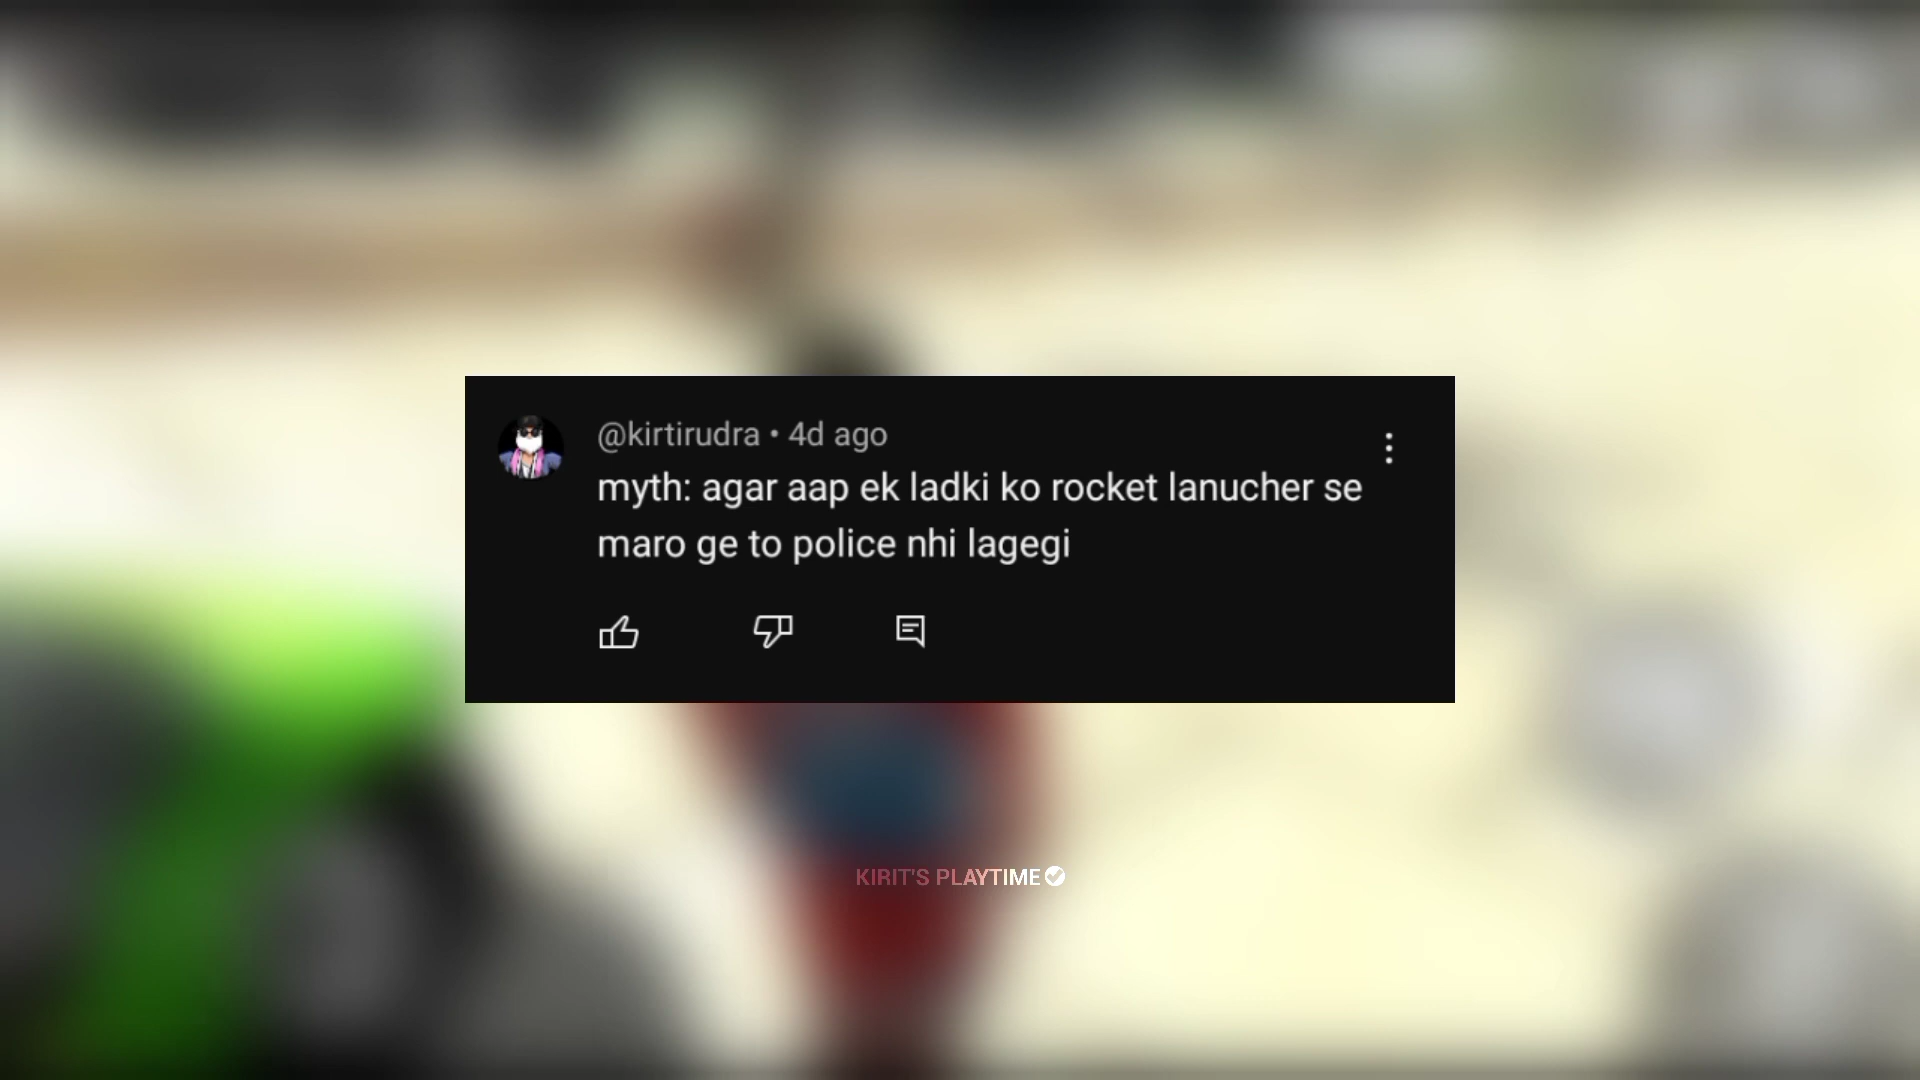 @kirtirudra • 4d ago
myth: agar aap ek ladki ko rocket lanucher se
maro ge to police nhi lagegi
KIRIT'S PLAYTIME